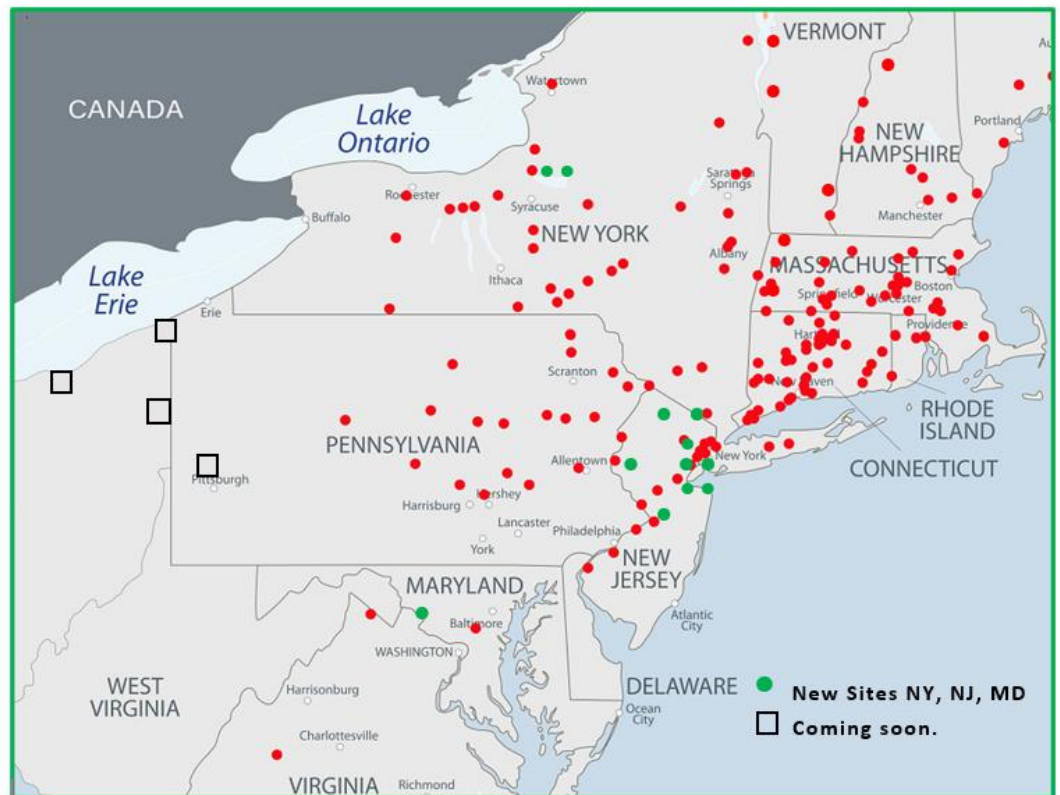 VERMONT
CANADA
Lake
Ontario
Watertown
Portland
NEW
HAMPSHIRE
Saratoga
Springs
Rochester
Syracuse
Manchester
Buffalo
NEW YORK
Albany
MASSACHUSETTS
Lake
Erie
Ithaca
Springfield
Worcester
Boston
Erie
Hartford
Providence
Scranton
New Haven
RHODE
ISLAND
PENNSYLVANIA
New York
CONNECTICUT
Allentown
Pittsburgh
Hershey
Harrisburg
Lancaster
Philadelphia
York
NEW
JERSEY
MARYLAND
Atlantic
City
Baltimore
WASHINGTON
WEST
VIRGINIA
Harrisonburg
DELAWARE
New Sites NY, NJ, MD
Ocean
City
Coming soon.
Charlottesville
VIRGINIA
Richmond